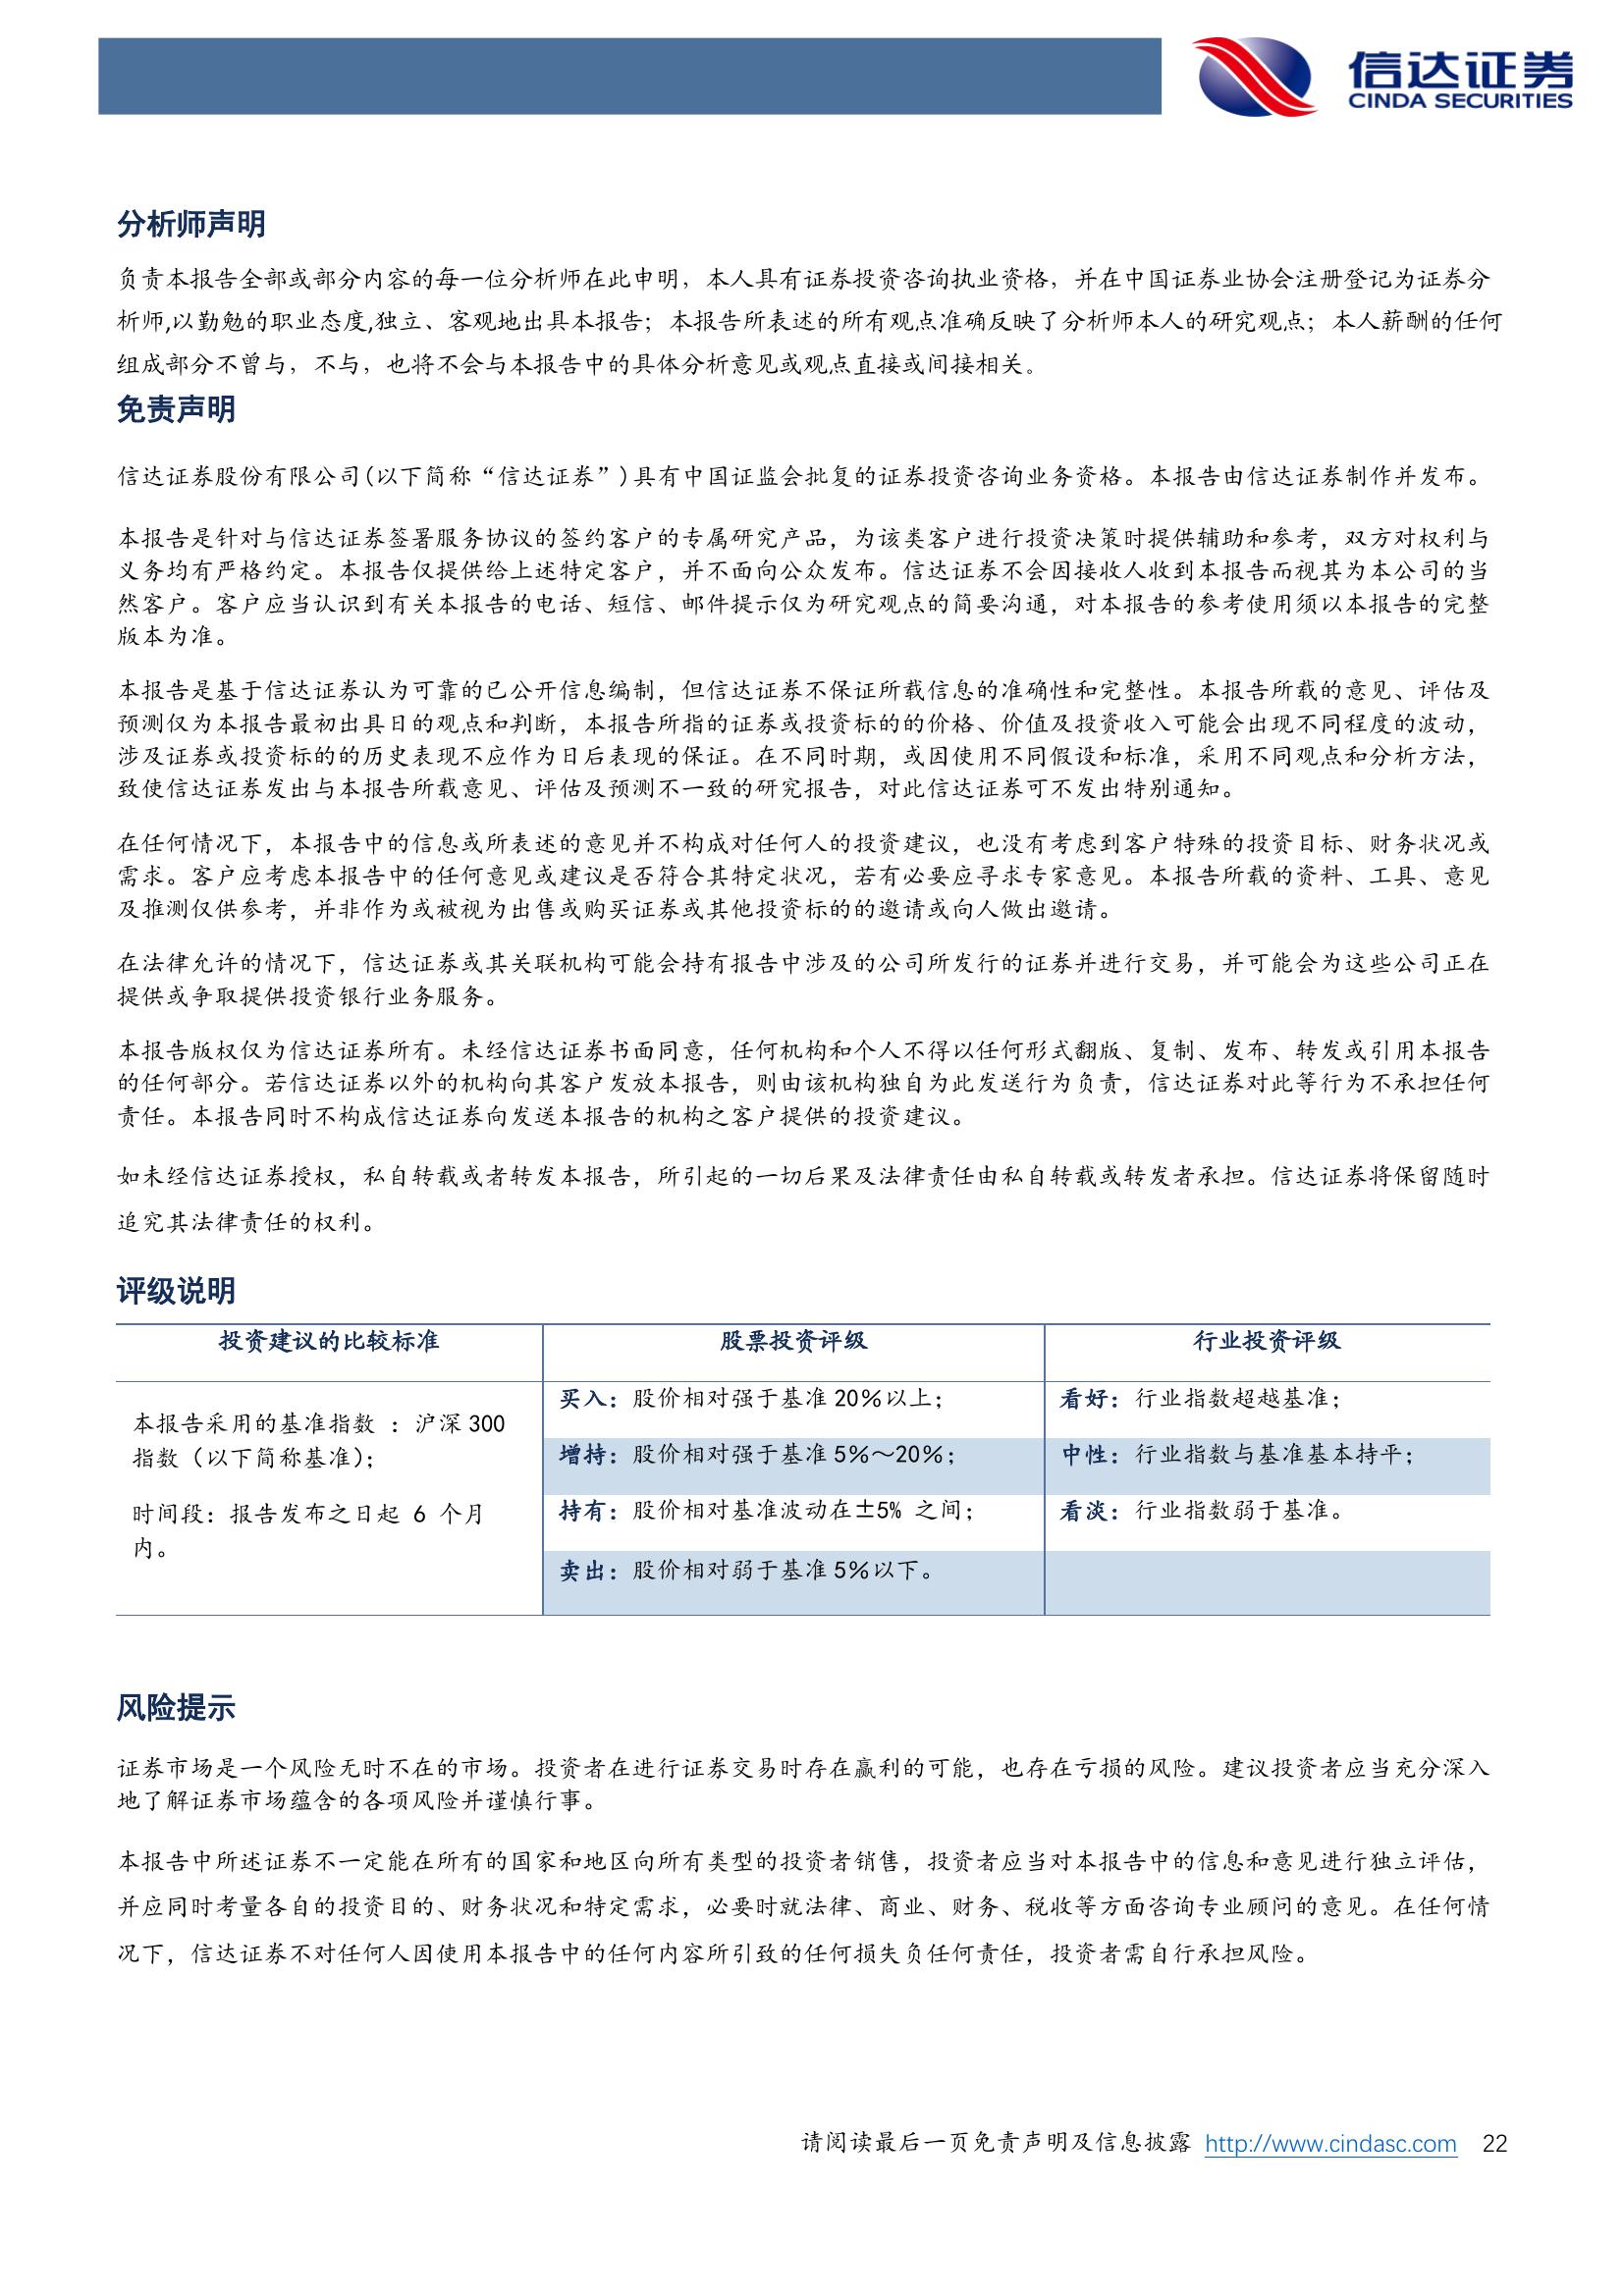 信达证券
CINDA SECURITIES
分析师声明
负责本报告全部或部分内容的每一位分析师在此申明，本人具有证券投资咨询执业资格，并在中国证券业协会注册登记为证券分
析师,以勤勉的职业态度,独立、客观地出具本报告；本报告所表述的所有观点准确反映了分析师本人的研究观点；本人薪酬的任何
组成部分不曾与，不与，也将不会与本报告中的具体分析意见或观点直接或间接相关。
免责声明
信达证券股份有限公司(以下简称“信达证券”)具有中国证监会批复的证券投资咨询业务资格。本报告由信达证券制作并发布。
本报告是针对与信达证券签署服务协议的签约客户的专属研究产品，为该类客户进行投资决策时提供辅助和参考，双方对权利与
义务均有严格约定。本报告仅提供给上述特定客户，并不面向公众发布。信达证券不会因接收人收到本报告而视其为本公司的当
然客户。客户应当认识到有关本报告的电话、短信、邮件提示仅为研究观点的简要沟通，对本报告的参考使用须以本报告的完整
版本为准。
本报告是基于信达证券认为可靠的已公开信息编制，但信达证券不保证所载信息的准确性和完整性。本报告所载的意见、评估及
预测仅为本报告最初出具日的观点和判断，本报告所指的证券或投资标的的价格、价值及投资收入可能会出现不同程度的波动，
涉及证券或投资标的的历史表现不应作为日后表现的保证。在不同时期，或因使用不同假设和标准，采用不同观点和分析方法，
致使信达证券发出与本报告所载意见、评估及预测不一致的研究报告，对此信达证券可不发出特别通知。
在任何情况下，本报告中的信息或所表述的意见并不构成对任何人的投资建议，也没有考虑到客户特殊的投资目标、财务状况或
需求。客户应考虑本报告中的任何意见或建议是否符合其特定状况，若有必要应寻求专家意见。本报告所载的资料、工具、意见
及推测仅供参考，并非作为或被视为出售或购买证券或其他投资标的的邀请或向人做出邀请。
在法律允许的情况下，信达证券或其关联机构可能会持有报告中涉及的公司所发行的证券并进行交易，并可能会为这些公司正在
提供或争取提供投资银行业务服务。
本报告版权仅为信达证券所有。未经信达证券书面同意，任何机构和个人不得以任何形式翻版、复制、发布、转发或引用本报告
的任何部分。若信达证券以外的机构向其客户发放本报告，则由该机构独自为此发送行为负责，信达证券对此等行为不承担任何
责任。本报告同时不构成信达证券向发送本报告的机构之客户提供的投资建议。
如未经信达证券授权，私自转载或者转发本报告，所引起的一切后果及法律责任由私自转载或转发者承担。信达证券将保留随时
追究其法律责任的权利。
评级说明
投资建议的比较标准 股票投资评级 行业投资评级
本报告采用的基准指数 ：沪深 300
指数（以下简称基准）；
时间段：报告发布之日起 6 个月
内。
买入：股价相对强于基准 20％以上；
增持：股价相对强于基准 5％～20％；
持有：股价相对基准波动在±5% 之间；
卖出：股价相对弱于基准 5％以下。
看好：行业指数超越基准；
中性：行业指数与基准基本持平；
看淡：行业指数弱于基准。
风险提示
证券市场是一个风险无时不在的市场。投资者在进行证券交易时存在赢利的可能，也存在亏损的风险。建议投资者应当充分深入
地了解证券市场蕴含的各项风险并谨慎行事。
本报告中所述证券不一定能在所有的国家和地区向所有类型的投资者销售，投资者应当对本报告中的信息和意见进行独立评估，
并应同时考量各自的投资目的、财务状况和特定需求，必要时就法律、商业、财务、税收等方面咨询专业顾问的意见。在任何情
况下，信达证券不对任何人因使用本报告中的任何内容所引致的任何损失负任何责任，投资者需自行承担风险。
请阅读最后一页免责声明及信息披露 http://www.cindasc.com 22